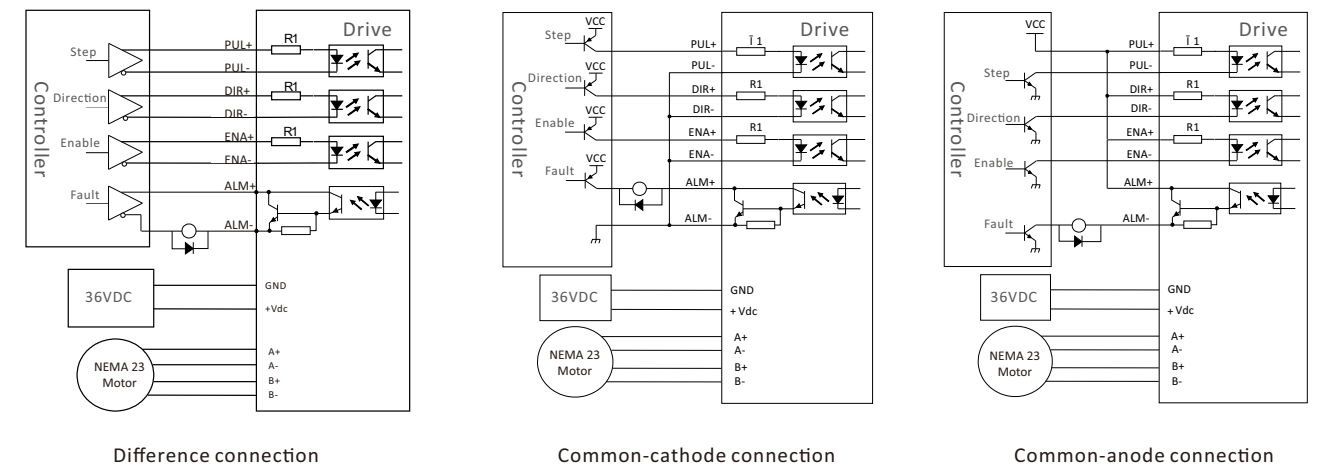 Drive
Controller
Step
PUL+
R1
PUL-
Direction
DIR+
R1
DIR-
Enable
ENA+
R1
ENA-
Fault
ALM+
ALM-
36VDC
GND
+Vdc
NEMA 23
Motor
A+
A-
B+
B-
Difference connection
Drive
Controller
VCC
Step
PUL+
Ï 1
PUL-
VCC
Direction
DIR+
R1
DIR-
VCC
Enable
ENA+
R1
ENA-
VCC
Fault
ALM+
ALM-
36VDC
GND
+ Vdc
NEMA 23
Motor
A+
A-
B+
B-
Common-cathode connection
Drive
Controller
VCC
PUL+
Ï 1
PUL-
Step
DIR+
R1
DIR-
Direction
ENA+
R1
ENA-
Enable
ALM+
ALM-
Fault
36VDC
GND
+ Vdc
NEMA 23
Motor
A+
A-
B+
B-
Common-anode connection